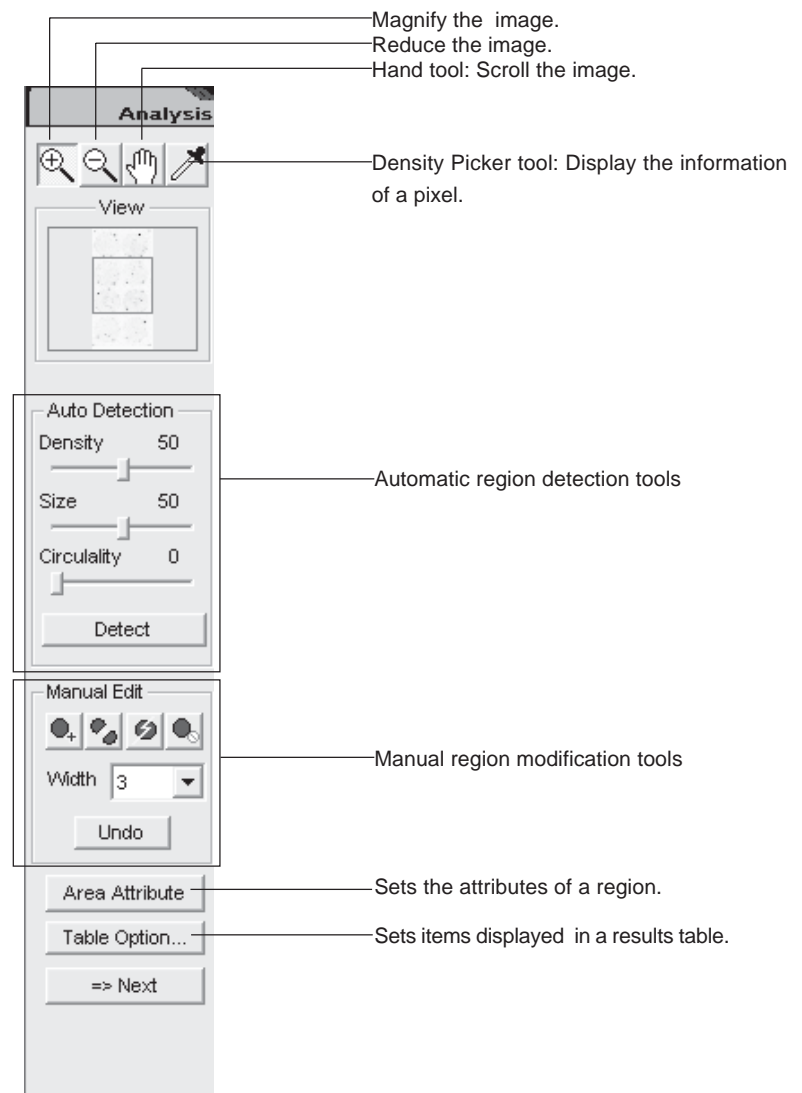 Magnify the image.
Reduce the image.
Hand tool: Scroll the image.
Analysis
Density Picker tool: Display the information
of a pixel.
View
Auto Detection
Density 50
Size 50
Circulality 0
Detect
Automatic region detection tools
Manual Edit
Width 3
Undo
Manual region modification tools
Area Attribute
Sets the attributes of a region.
Table Option...
Sets items displayed in a results table.
=> Next